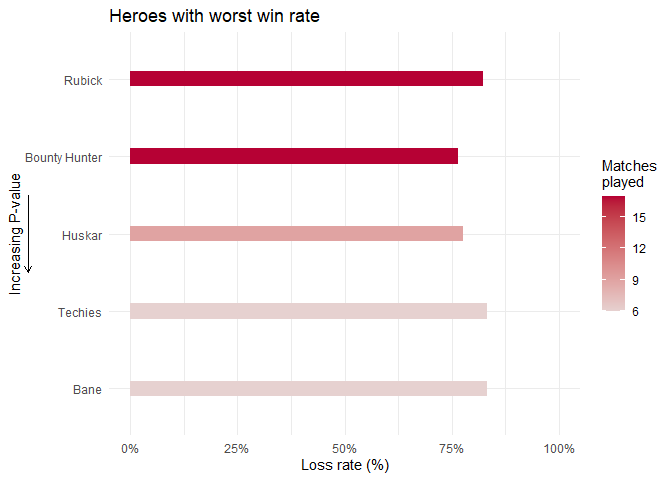 Heroes with worst win rate
Increasing P-value
Rubick
Bounty Hunter
Huskar
Techies
Bane
0%
25%
50%
75%
100%
Loss rate (%)
Matches
played
15
12
9
6